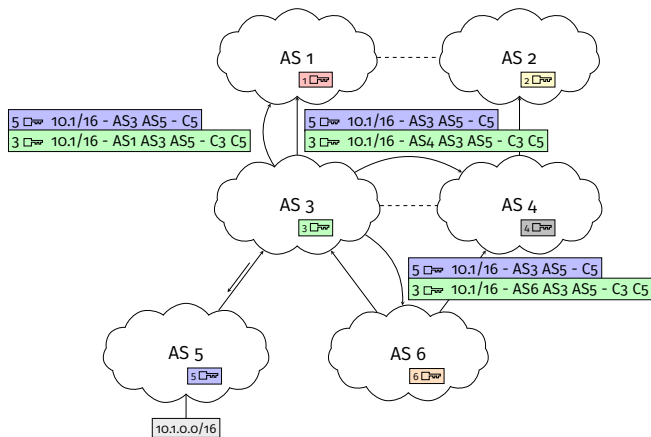 AS 1
1
AS 2
2
5 10.1/16 - AS3 AS5 - C5
3 10.1/16 - AS1 AS3 AS5 - C3 C5
5 10.1/16 - AS3 AS5 - C5
3 10.1/16 - AS4 AS3 AS5 - C3 C5
AS 3
3
AS 4
4
5 10.1/16 - AS3 AS5 - C5
3 10.1/16 - AS6 AS3 AS5 - C3 C5
AS 5
5
AS 6
6
10.1.0.0/16